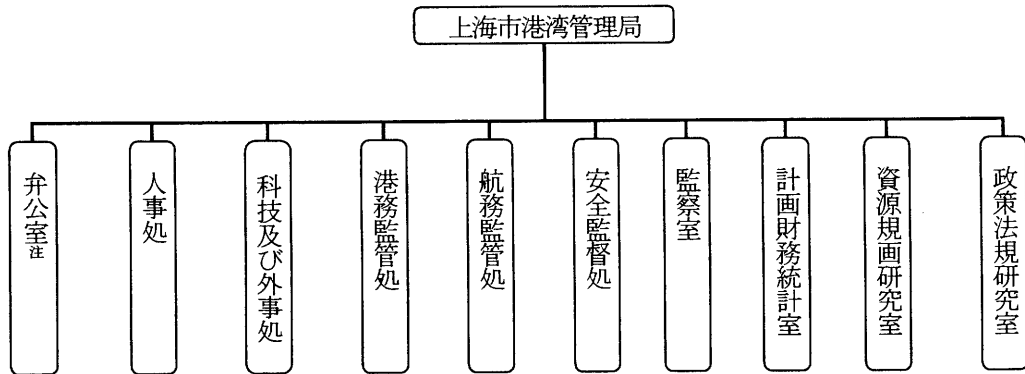 上海市港湾管理局
弁公室注
人事処
科技及び外事処
港務監管処
航務監管処
安全監督処
監察室
計画財務統計室
資源規画研究室
政策法規研究室